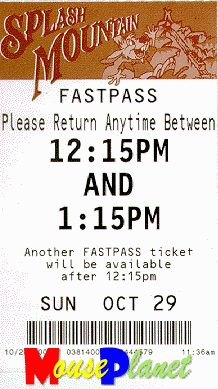 SPLASH
MOUNTAIN
FASTPASS
Please Return Anytime Between
12:15PM
AND
1:15PM
Another FASTPASS ticket
will be available
after 12:15pm
SUN OCT 29
11:36am
MousePlanet